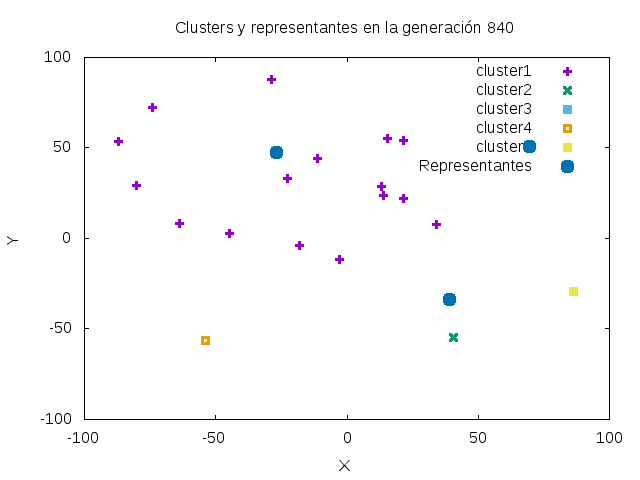 Clusters y representantes en la generación 840
100
50
0
-50
-100
-100
-50
0
50
100
Y
X
cluster1
cluster2
cluster3
cluster4
cluster
Representantes